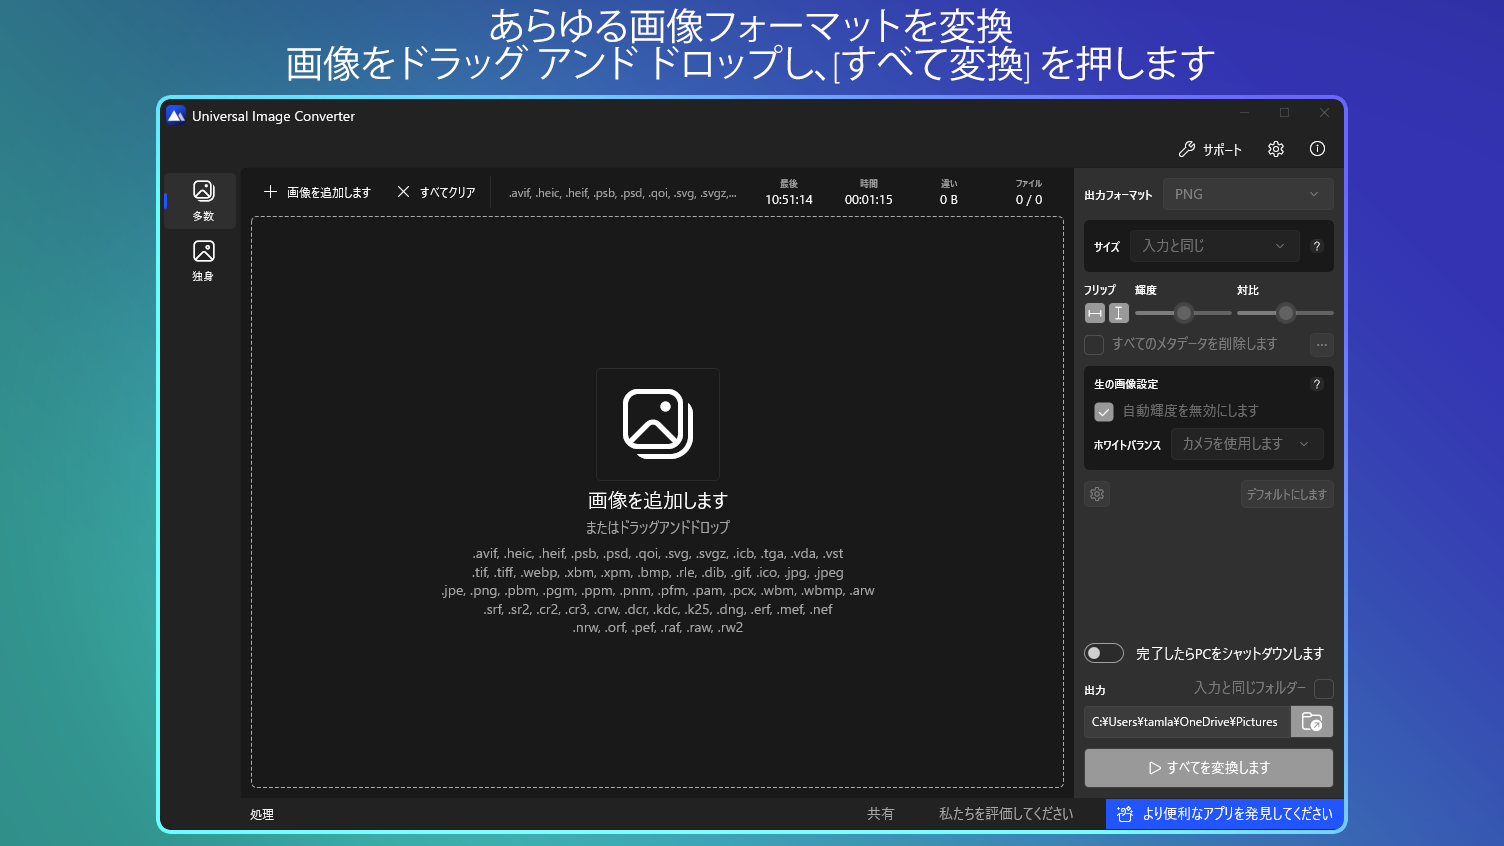 あらゆる画像フォーマットを変換
画像をドラッグ アンド ドロップし、[すべて変換] を押します
Universal Image Converter
サポート
多数
独身
画像を追加します
すべてクリア
.avif, .heic, .heif, .psb, .psd, .qoi, .svg, .svgz,...
最後
10:51:14
時間
00:01:15
違い
0 B
ファイル
0 / 0
画像を追加します
またはドラッグアンドドロップ
.avif, .heic, .heif, .psb, .psd, .qoi, .svg, .svgz, .icb, .tga, .vda, .vst
.tif, .tiff, .webp, .xbm, .xpm, .bmp, .rle, .dib, .gif, .ico, .jpg, .jpeg
.jpe, .png, .pbm, .pgm, .ppm, .pnm, .pfm, .pam, .pcx, .wbm, .wbmp, .arw
.srf, .sr2, .cr2, .cr3, .crw, .dcr, .kdc, .k25, .dng, .erf, .mef, .nef
.nrw, .orf, .pef, .raf, .raw, .rw2
出力フォーマット
PNG
サイズ
入力と同じ
?
フリップ
輝度
対比
すべてのメタデータを削除します
...
生の画像設定
?
自動輝度を無効にします
ホワイトバランス
カメラを使用します
デフォルトにします
完了したらPCをシャットダウンします
出力
入力と同じフォルダー
C:¥Users¥tamla¥OneDrive¥Pictures
すべてを変換します
処理
共有
私たちを評価してください
より便利なアプリを発見してください